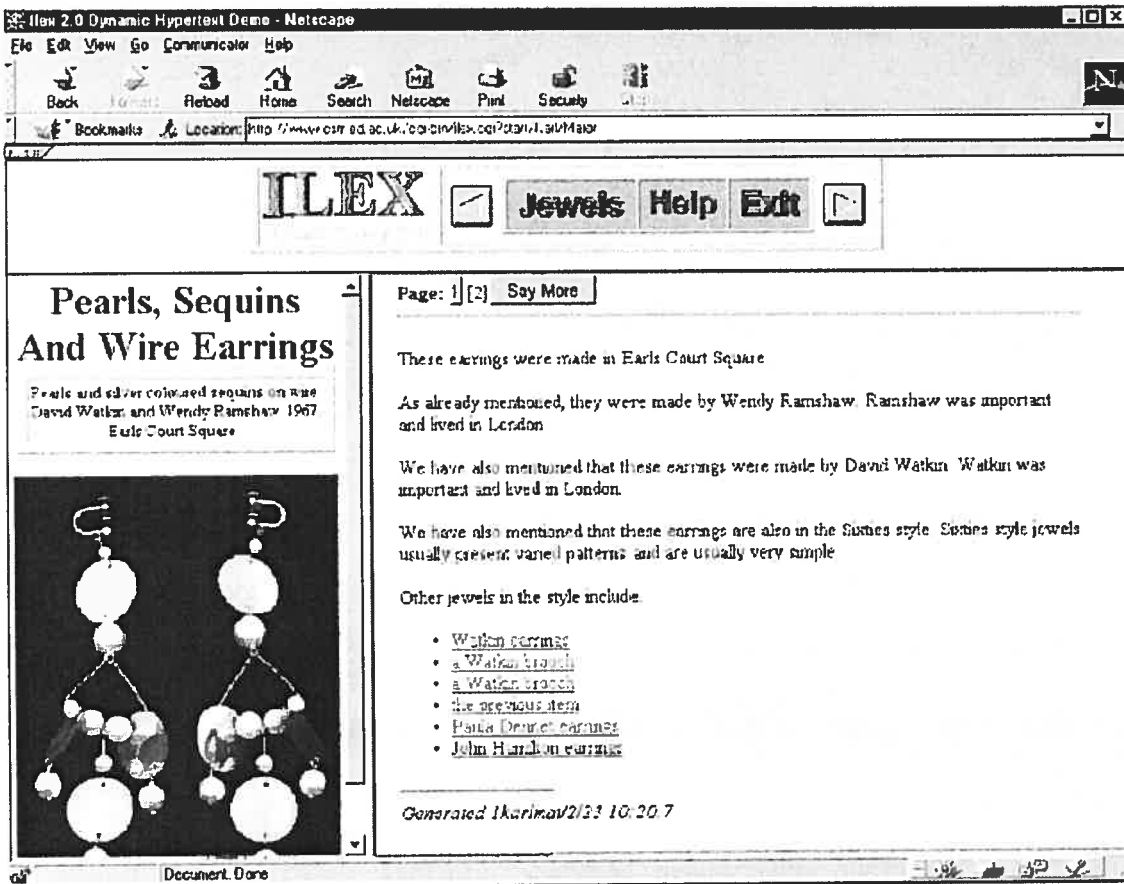 Ilex 2.0 Dynamic Hypertext Demo - Netscape
File Edit View Go Communicator Help
Back Forward Reload Home Search Netscape Print Security
Bookmarks Location:
ILEX Jewels Help Exit
Pearls, Sequins
And Wire Earrings
Pearls and silver coloured sequins on wire
David Watkin and Wendy Ramshaw 1967
Earls Court Square
Page: 1 [2] Say More
These earrings were made in Earls Court Square
As already mentioned, they were made by Wendy Ramshaw. Ramshaw was important
and lived in London
We have also mentioned that these earrings were made by David Watkin. Watkin was
important and lived in London.
We have also mentioned that these earrings are also in the Sixties style. Sixties style jewels
usually present varied patterns and are usually very simple
Other jewels in the style include.
• Watkin earrings
• a Watkin brooch
• a Watkin brooch
• the previous item
• Paula Dennet earrings
• John earrings
Generated 10:20:7
Document: Done